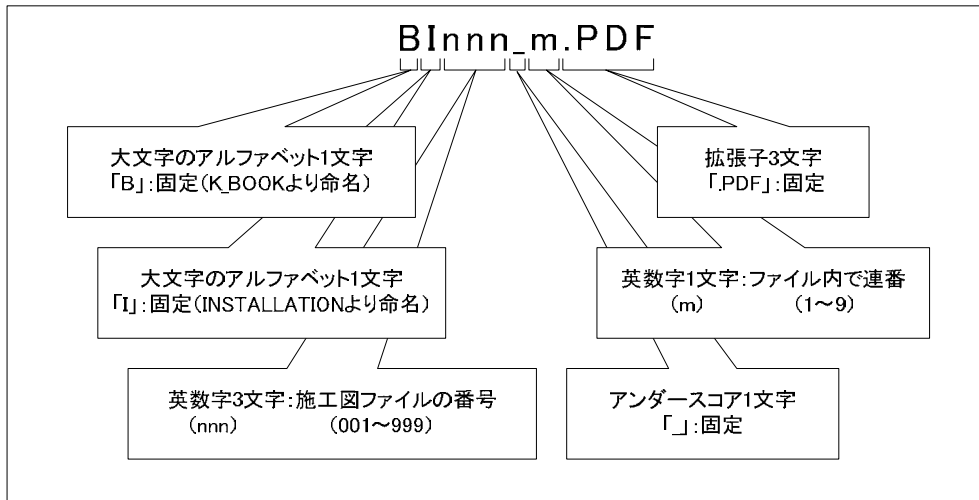 BInnn_m.PDF
大文字のアルファベット1文字
「B」:固定(K_BOOKより命名)
拡張子3文字
「.PDF」:固定
大文字のアルファベット1文字
「I」:固定(INSTALLATIONより命名)
英数字1文字:ファイル内で連番
(m) (1～9)
英数字3文字:施工図ファイルの番号
(nnn) (001～999)
アンダースコア1文字
「_」:固定